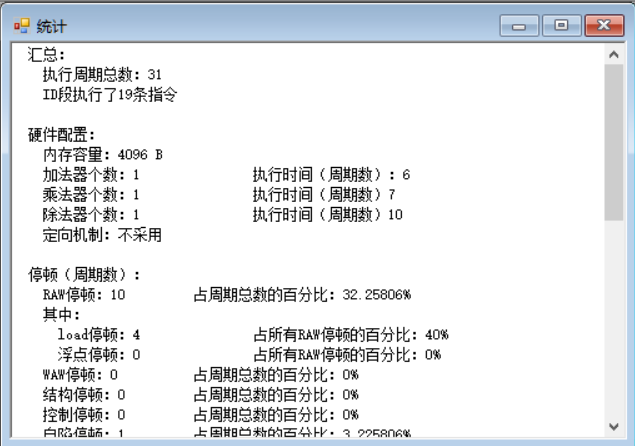 统计
汇总：
执行周期总数：31
ID段执行了19条指令
硬件配置：
内存容量：4096 B
加法器个数：1 执行时间（周期数）：6
乘法器个数：1 执行时间（周期数）7
除法器个数：1 执行时间（周期数）10
定向机制：不采用
停顿（周期数）：
RAW停顿：10 占周期总数的百分比：32.25806%
其中：
load停顿：4 占所有RAW停顿的百分比：40%
浮点停顿：0 占所有RAW停顿的百分比：0%
WAW停顿：0 占周期总数的百分比：0%
结构停顿：0 占周期总数的百分比：0%
控制停顿：0 占周期总数的百分比：0%
自陷停顿：1 占周期总数的百分比：3.225806%